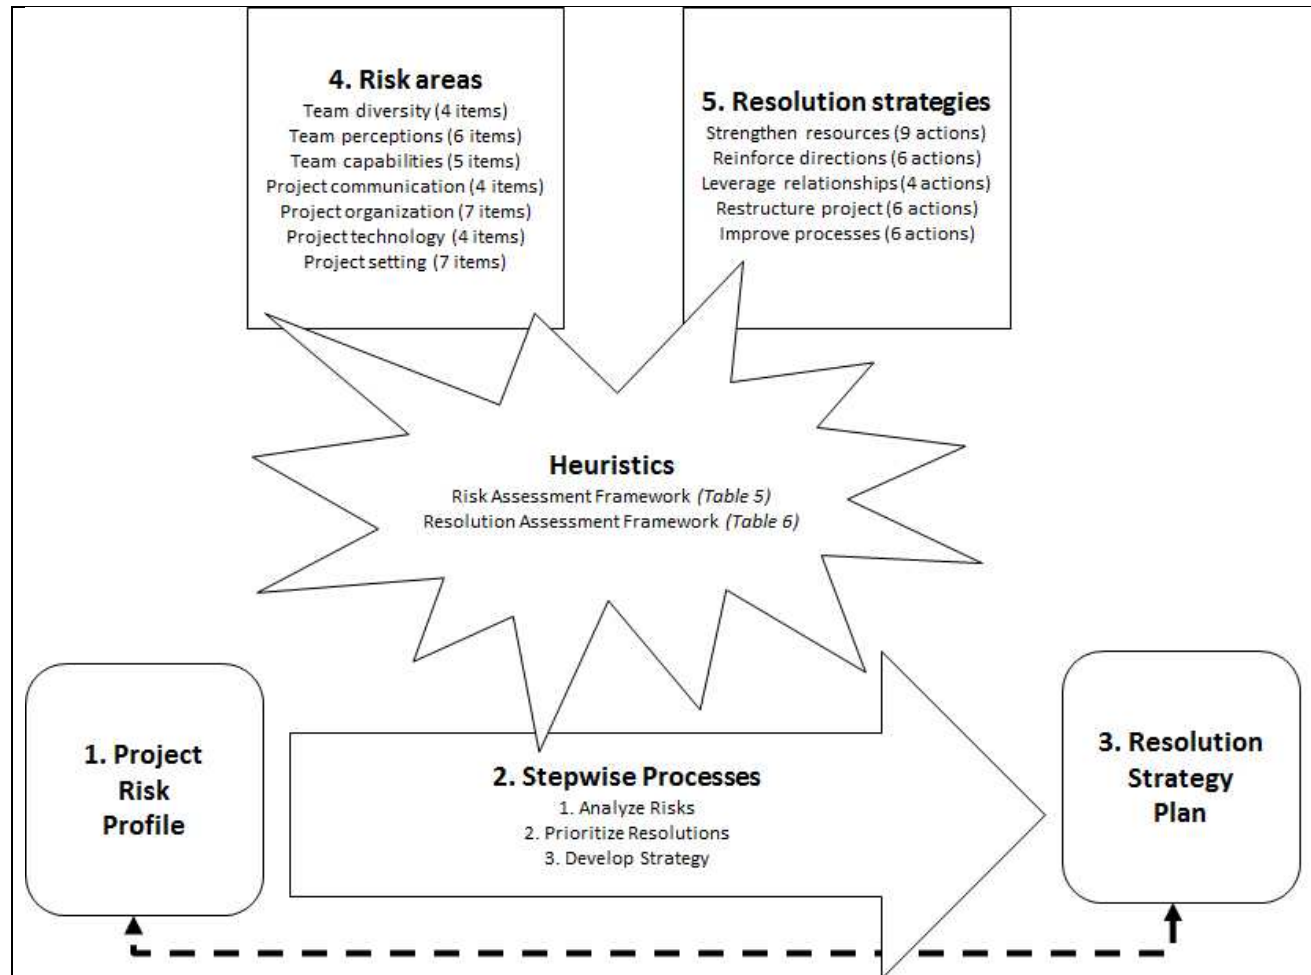 4. Risk areas
Team diversity (4 items)
Team perceptions (6 items)
Team capabilities (5 items)
Project communication (4 items)
Project organization (7 items)
Project technology (4 items)
Project setting (7 items)
5. Resolution strategies
Strengthen resources (9 actions)
Reinforce directions (6 actions)
Leverage relationships (4 actions)
Restructure project (6 actions)
Improve processes (6 actions)
Heuristics
Risk Assessment Framework (Table 5)
Resolution Assessment Framework (Table 6)
1. Project
Risk
Profile
2. Stepwise Processes
1. Analyze Risks
2. Prioritize Resolutions
3. Develop Strategy
3. Resolution
Strategy
Plan